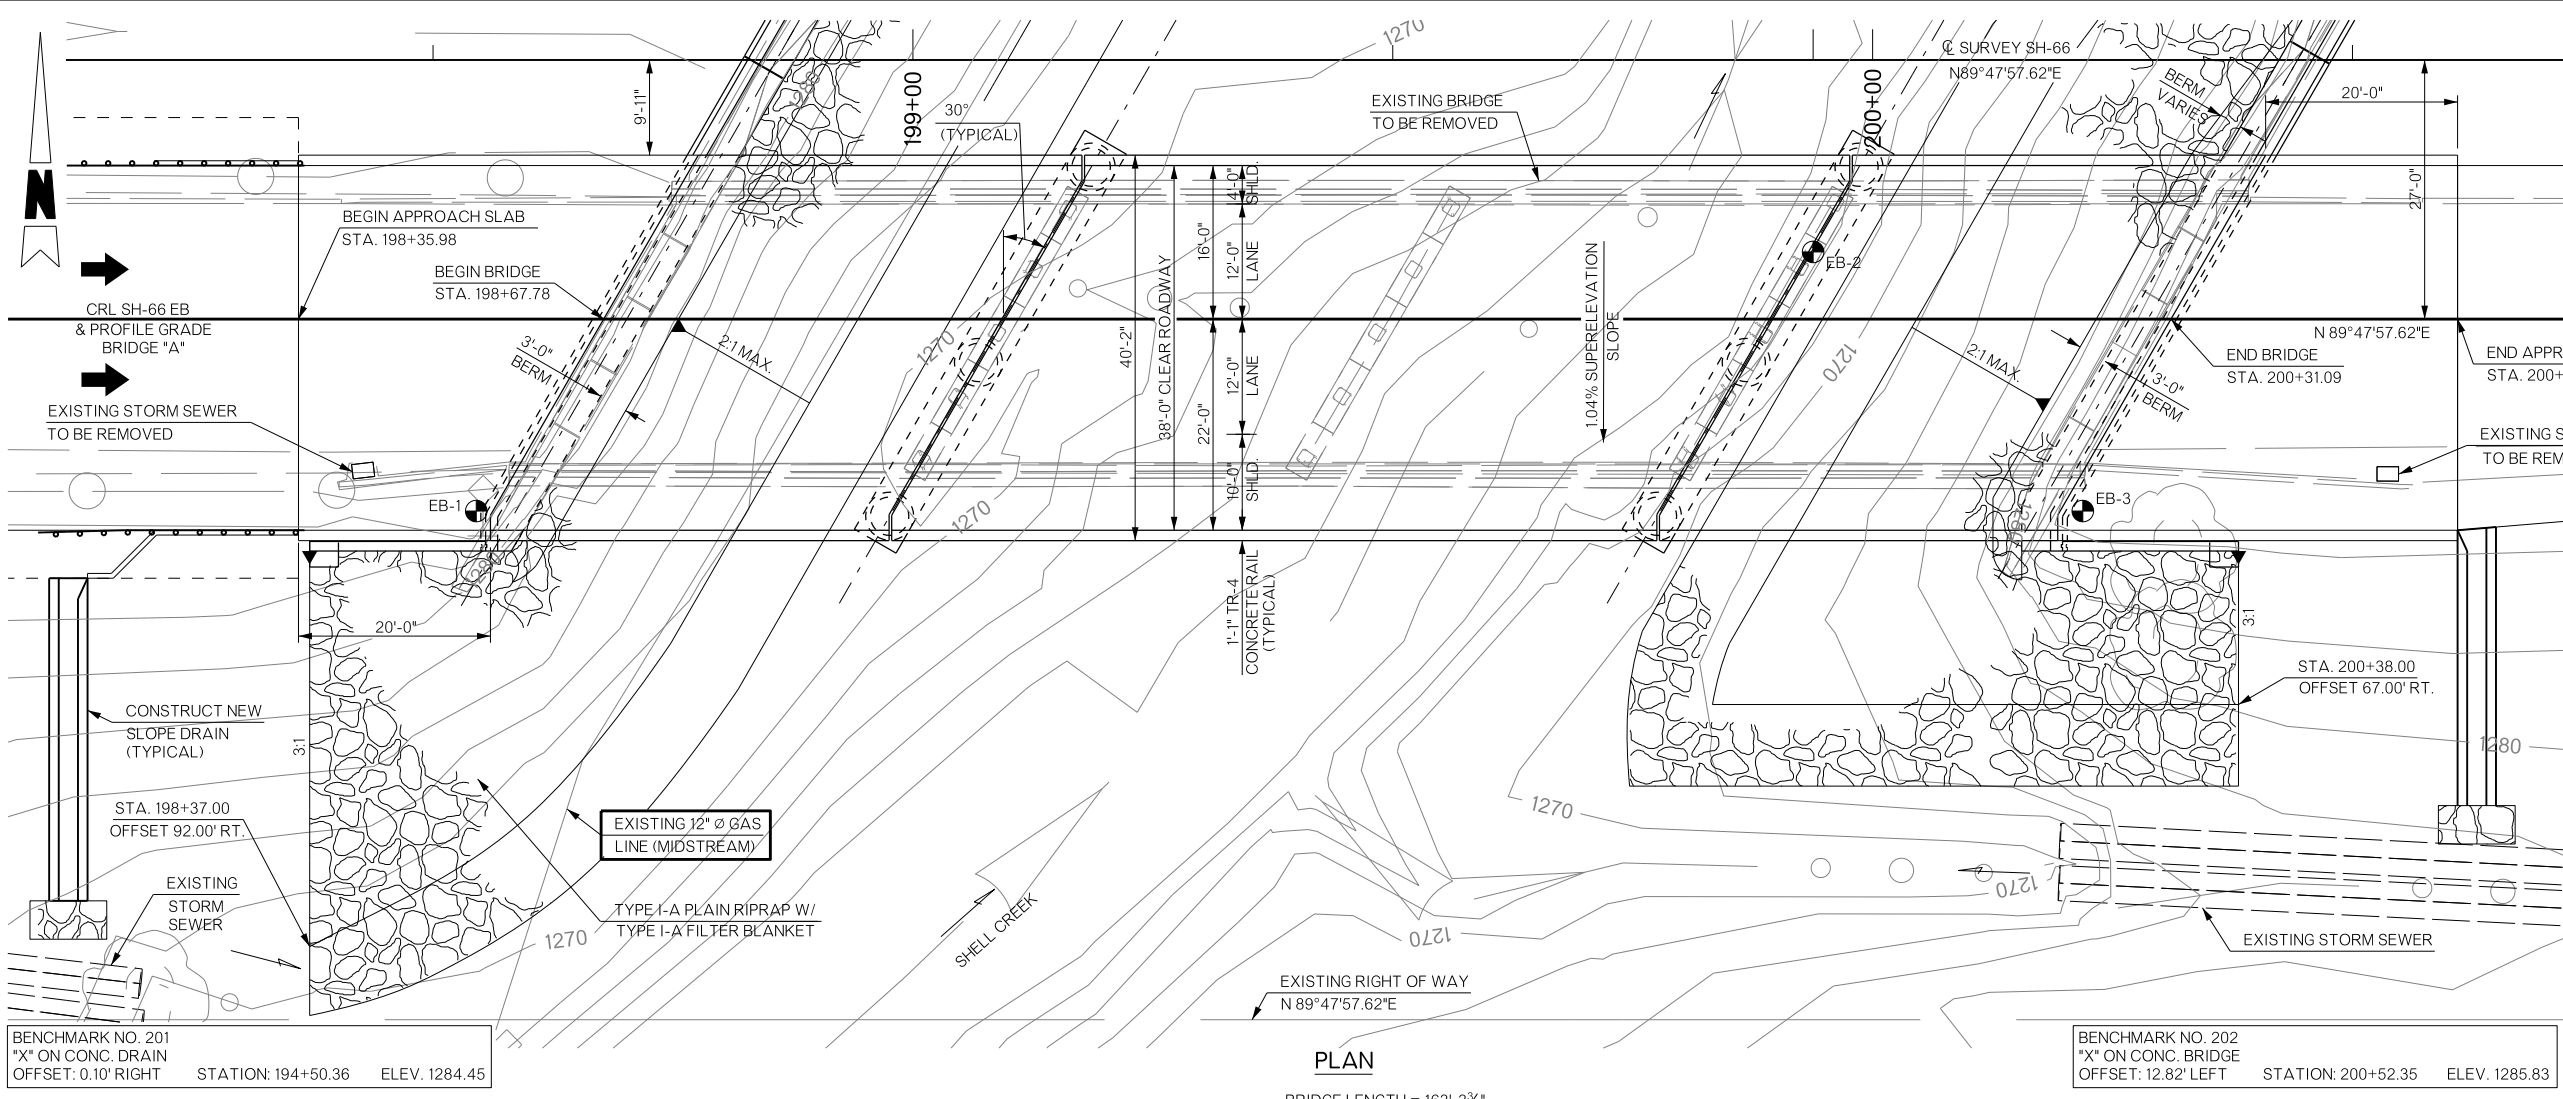 1270
℄ SURVEY SH-66
N89°47'57.62"E
9'-11"
1288
199+00
30°
(TYPICAL)
EXISTING BRIDGE
TO BE REMOVED
200+00
BERM
VARIES
20'-0"
27'-0"
N
BEGIN APPROACH SLAB
STA. 198+35.98
BEGIN BRIDGE
STA. 198+67.78
CRL SH-66 EB
& PROFILE GRADE
BRIDGE "A"
3'-0"
BERM
2:1 MAX.
1270
40'-2"
38'-0" CLEAR ROADWAY
16'-0"
22'-0"
4'-0"
SHLD.
12'-0"
LANE
12'-0"
LANE
10'-0"
SHLD.
1.04% SUPERELEVATION
SLOPE
EB-2
1270
2:1 MAX.
3'-0"
BERM
N 89°47'57.62"E
END BRIDGE
STA. 200+31.09
END APPR
STA. 200+
EXISTING STORM SEWER
TO BE REMOVED
EXISTING S
TO BE REM
EB-1
EB-3
1280
1270
1280
1'-1" TR-4
CONCRETE RAIL
(TYPICAL)
20'-0"
3:1
STA. 200+38.00
OFFSET 67.00' RT.
CONSTRUCT NEW
SLOPE DRAIN
(TYPICAL)
3:1
1280
STA. 198+37.00
OFFSET 92.00' RT.
EXISTING 12" Ø GAS
LINE (MIDSTREAM)
1270
EXISTING
STORM
SEWER
1270
TYPE I-A PLAIN RIPRAP W/
TYPE I-A FILTER BLANKET
1270
SHELL CREEK
1270
EXISTING STORM SEWER
EXISTING RIGHT OF WAY
N 89°47'57.62"E
BENCHMARK NO. 201
"X" ON CONC. DRAIN
OFFSET: 0.10' RIGHT STATION: 194+50.36 ELEV. 1284.45
PLAN
BRIDGE LENGTH = 163'-3¾"
BENCHMARK NO. 202
"X" ON CONC. BRIDGE
OFFSET: 12.82' LEFT STATION: 200+52.35 ELEV. 1285.83